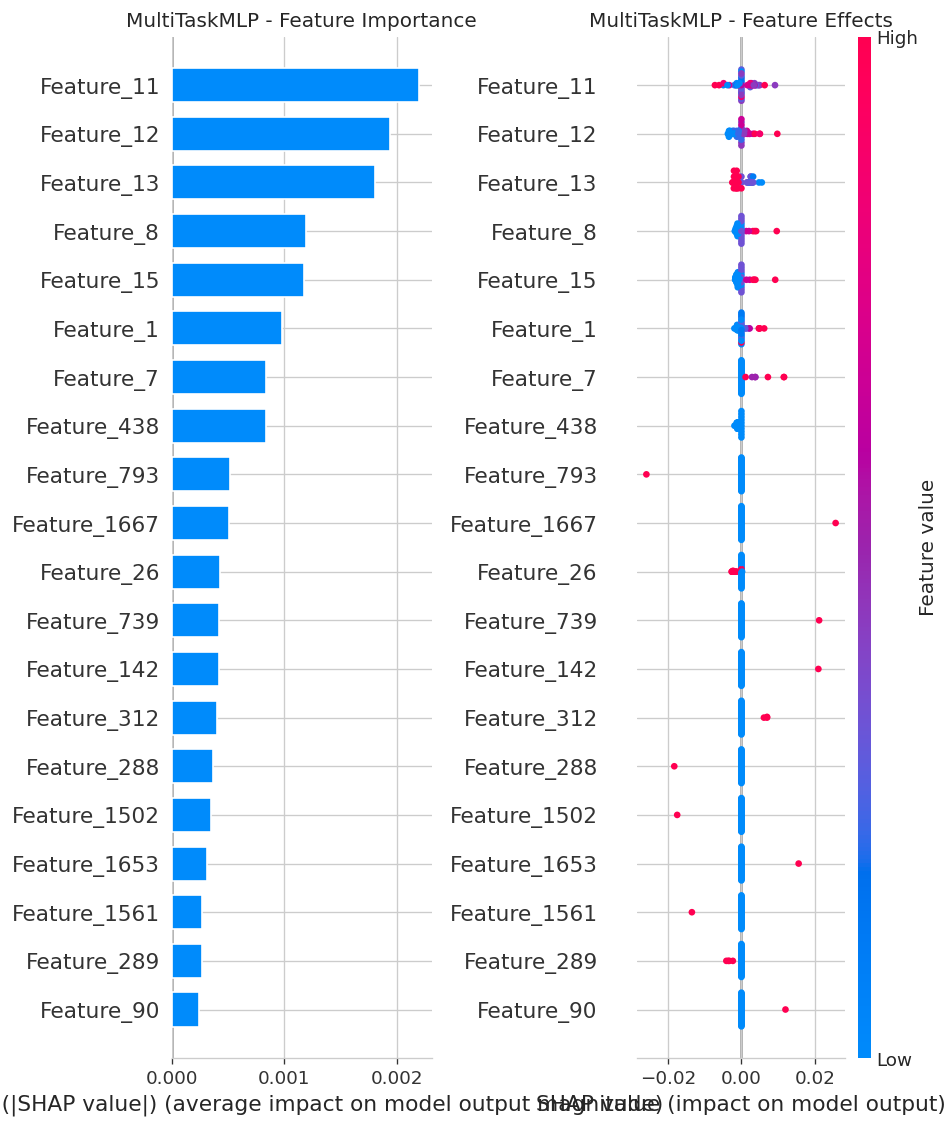 MultiTaskMLP - Feature Importance
Feature_11
Feature_12
Feature_13
Feature_8
Feature_15
Feature_1
Feature_7
Feature_438
Feature_793
Feature_1667
Feature_26
Feature_739
Feature_142
Feature_312
Feature_288
Feature_1502
Feature_1653
Feature_1561
Feature_289
Feature_90
0.000 0.001 0.002
(|SHAP value|) (average impact on model output magnitude)
MultiTaskMLP - Feature Effects
Feature_11
Feature_12
Feature_13
Feature_8
Feature_15
Feature_1
Feature_7
Feature_438
Feature_793
Feature_1667
Feature_26
Feature_739
Feature_142
Feature_312
Feature_288
Feature_1502
Feature_1653
Feature_1561
Feature_289
Feature_90
−0.02 0.00 0.02
SHAP value (impact on model output)
High
Feature value
Low